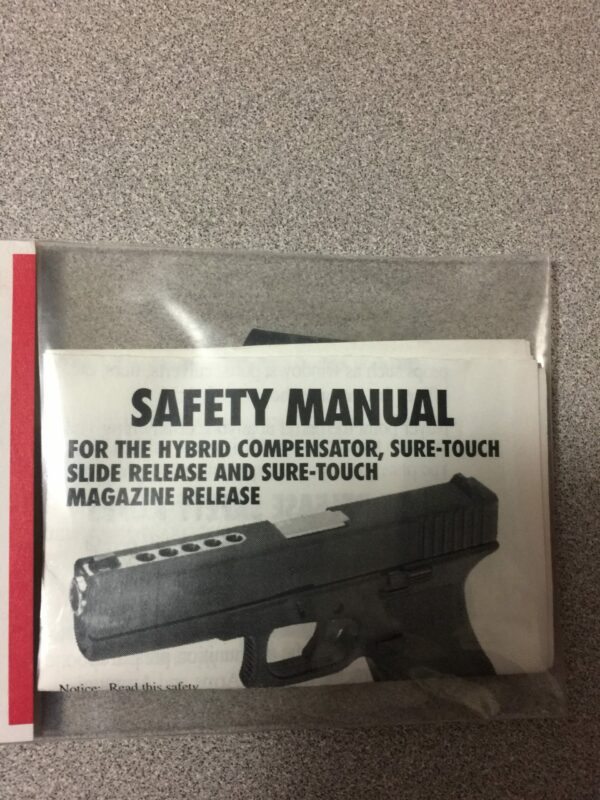 SAFETY MANUAL
FOR THE HYBRID COMPENSATOR, SURE-TOUCH
SLIDE RELEASE AND SURE-TOUCH
MAGAZINE RELEASE
Notice: Read this safety